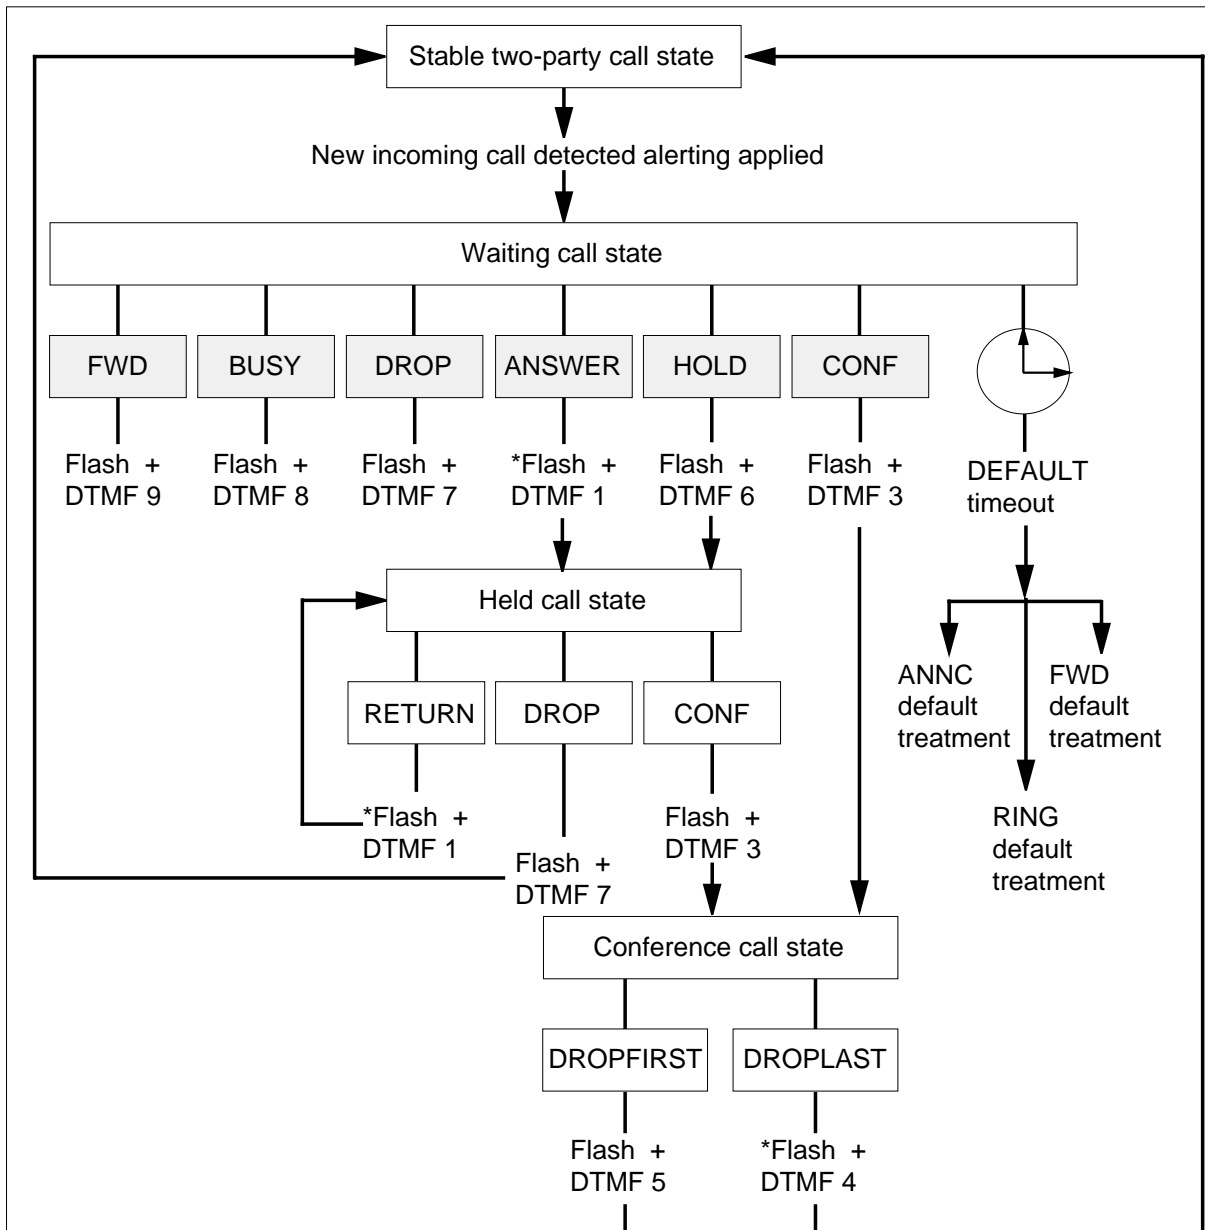 Stable two-party call state
New incoming call detected alerting applied
Waiting call state
FWD
BUSY
DROP
ANSWER
HOLD
CONF
Flash +
DTMF 9
Flash +
DTMF 8
Flash +
DTMF 7
*Flash +
DTMF 1
Flash +
DTMF 6
Flash +
DTMF 3
DEFAULT
timeout
Held call state
RETURN
DROP
CONF
ANNC
default
treatment
FWD
default
treatment
*Flash +
DTMF 1
Flash +
DTMF 7
Flash +
DTMF 3
RING
default
treatment
Conference call state
DROPFIRST
DROPLAST
Flash +
DTMF 5
*Flash +
DTMF 4